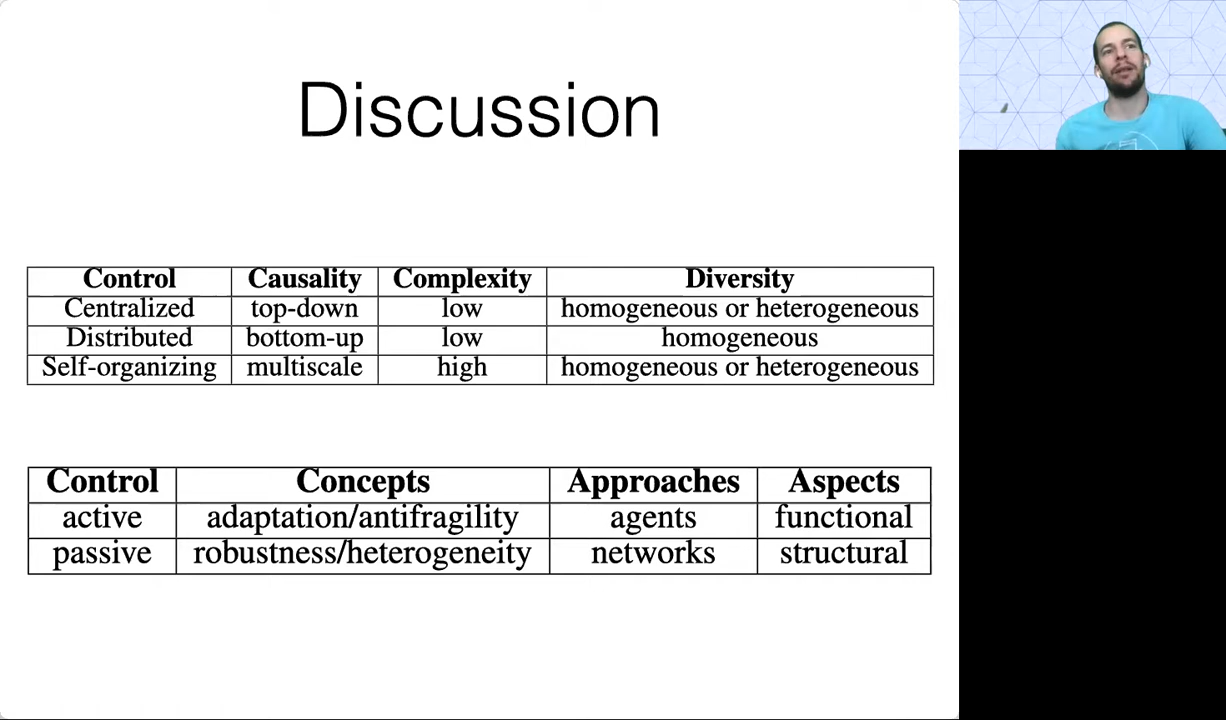 Discussion
Control Causality Complexity Diversity
Centralized top-down low homogeneous or heterogeneous
Distributed bottom-up low homogeneous
Self-organizing multiscale high homogeneous or heterogeneous
Control Concepts Approaches Aspects
active adaptation/antifragility agents functional
passive robustness/heterogeneity networks structural